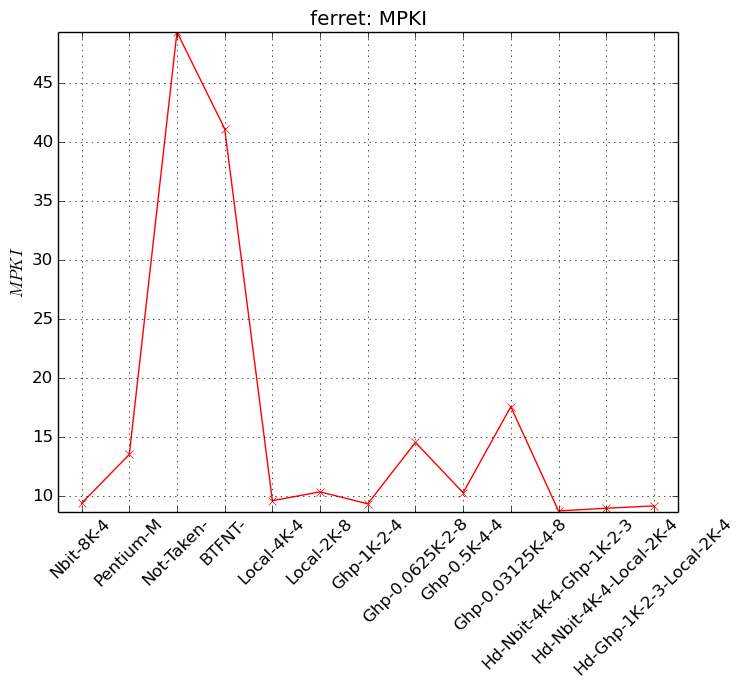 ferret: MPKI
MPKI
45
40
35
30
25
20
15
10
Nbit-8K-4
Pentium-M
Not-Taken-
BTFNT-
Local-4K-4
Local-2K-8
Ghp-1K-2-4
Ghp-0.0625K-2-8
Ghp-0.5K-4-4
Ghp-0.03125K-4-8
Hd-Nbit-4K-4-Ghp-1K-2-3
Hd-Nbit-4K-4-Local-2K-4
Hd-Ghp-1K-2-3-Local-2K-4